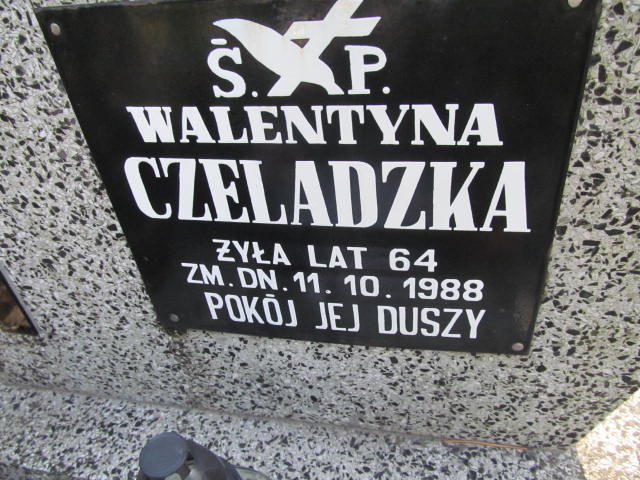 Ś. P.
WALENTYNA
CZELADZKA
ŻYŁA LAT 64
ZM. DN. 11. 10. 1988
POKÓJ JEJ DUSZY